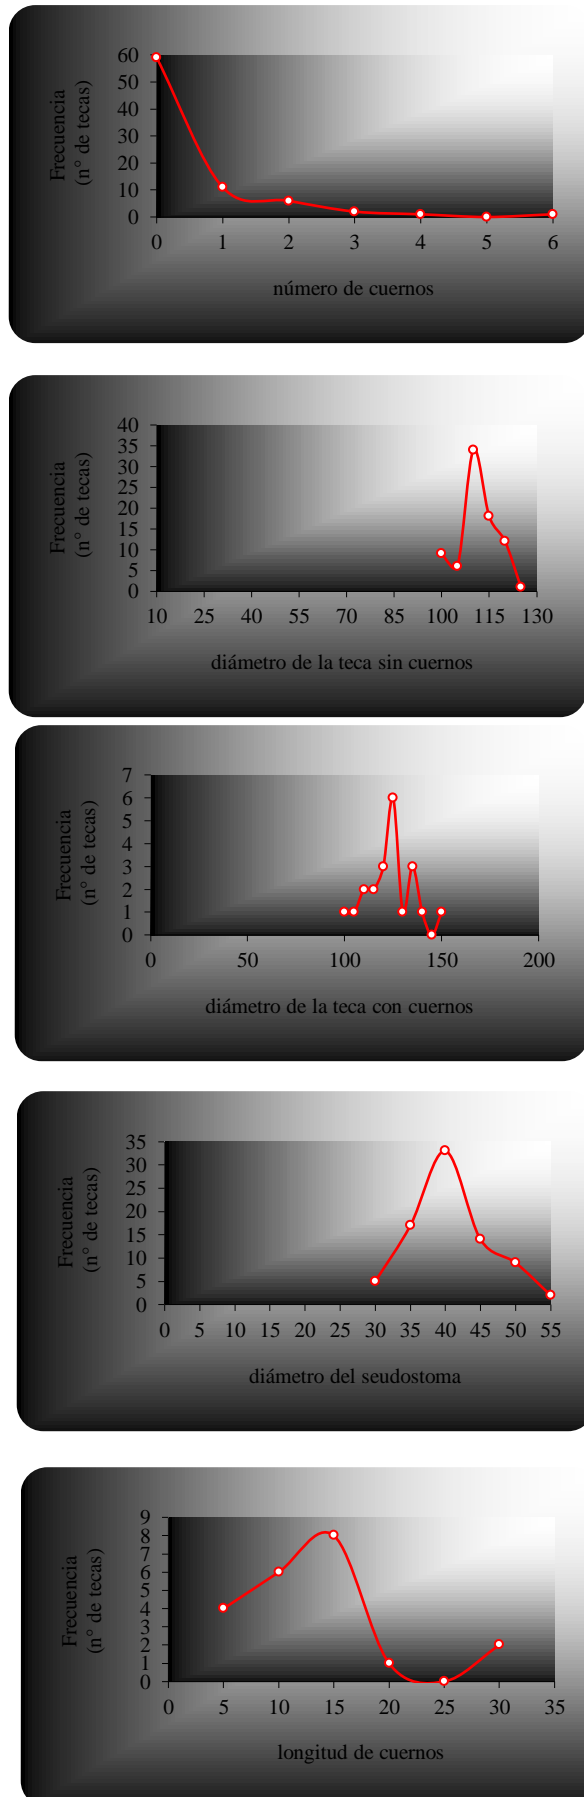 Frecuencia
(n° de tecas)
60
50
40
30
20
10
0
0 1 2 3 4 5 6
número de cuernos
Frecuencia
(n° de tecas)
40
35
30
25
20
15
10
5
0
10 25 40 55 70 85 100 115 130
diámetro de la teca sin cuernos
Frecuencia
(n° de tecas)
7
6
5
4
3
2
1
0
0 50 100 150 200
diámetro de la teca con cuernos
Frecuencia
(n° de tecas)
35
30
25
20
15
10
5
0
0 5 10 15 20 25 30 35 40 45 50 55
diámetro del seudostoma
Frecuencia
(n° de tecas)
9
8
7
6
5
4
3
2
1
0
0 5 10 15 20 25 30 35
longitud de cuernos